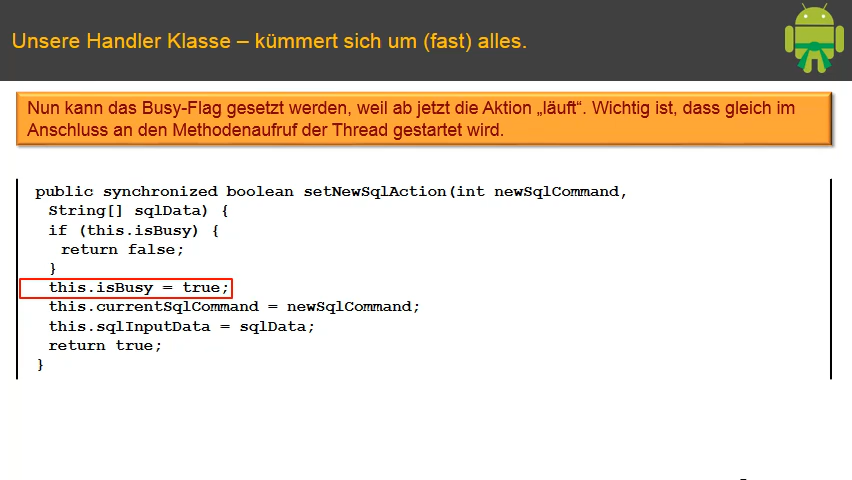 Unsere Handler Klasse – kümmert sich um (fast) alles.
Nun kann das Busy-Flag gesetzt werden, weil ab jetzt die Aktion „läuft“. Wichtig ist, dass gleich im
Anschluss an den Methodenaufruf der Thread gestartet wird.
public synchronized boolean setNewSqlAction(int newSqlCommand,
String[] sqlData) {
if (this.isBusy) {
return false;
}
this.isBusy = true;
this.currentSqlCommand = newSqlCommand;
this.sqlInputData = sqlData;
return true;
}